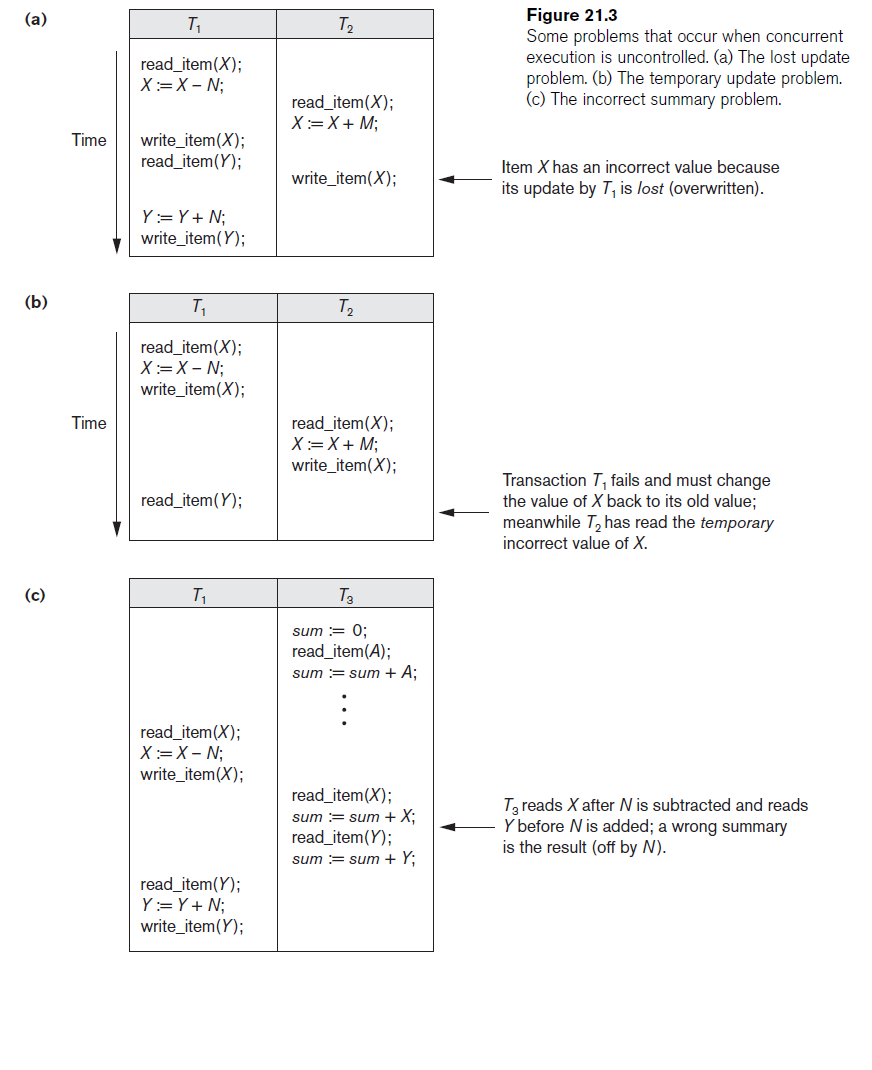 Figure 21.3
Some problems that occur when concurrent
execution is uncontrolled. (a) The lost update
problem. (b) The temporary update problem.
(c) The incorrect summary problem.
(a)
T1
T2
Time
read_item(X);
X := X – N;
read_item(X);
X := X + M;
write_item(X);
read_item(Y);
write_item(X);
Item X has an incorrect value because
its update by T1 is lost (overwritten).
Y := Y + N;
write_item(Y);
(b)
T1
T2
Time
read_item(X);
X := X – N;
write_item(X);
read_item(X);
X := X + M;
write_item(X);
read_item(Y);
Transaction T1 fails and must change
the value of X back to its old value;
meanwhile T2 has read the temporary
incorrect value of X.
(c)
T1
T3
sum := 0;
read_item(A);
sum := sum + A;
read_item(X);
X := X – N;
write_item(X);
read_item(X);
sum := sum + X;
read_item(Y);
sum := sum + Y;
T3 reads X after N is subtracted and reads
Y before N is added; a wrong summary
is the result (off by N).
read_item(Y);
Y := Y + N;
write_item(Y);